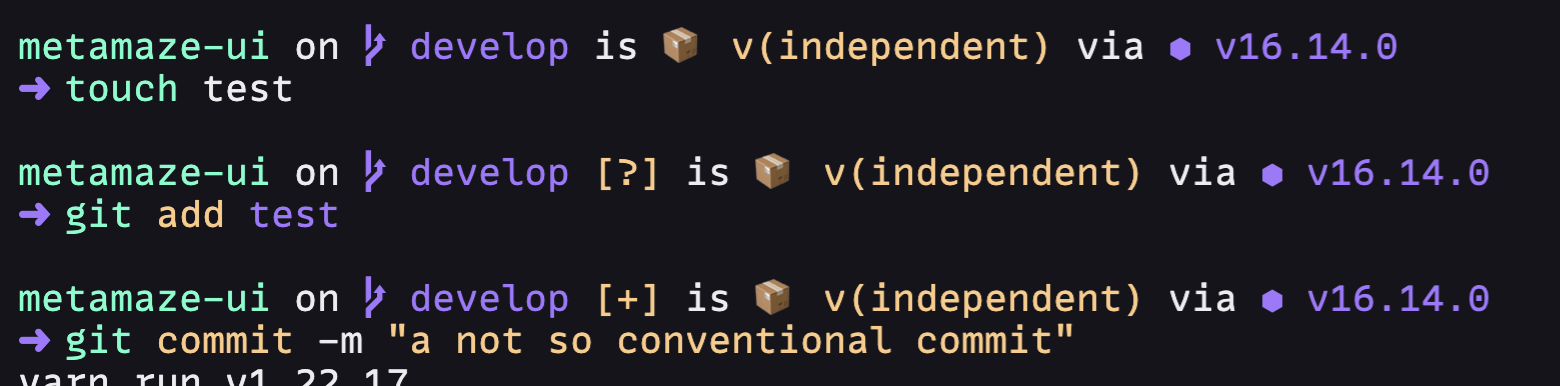 metamaze-ui on develop is 📦 v(independent) via ⬢ v16.14.0
➜ touch test
metamaze-ui on develop [?] is 📦 v(independent) via ⬢ v16.14.0
➜ git add test
metamaze-ui on develop [+] is 📦 v(independent) via ⬢ v16.14.0
➜ git commit -m "a not so conventional commit"
yarn run v1.22.17